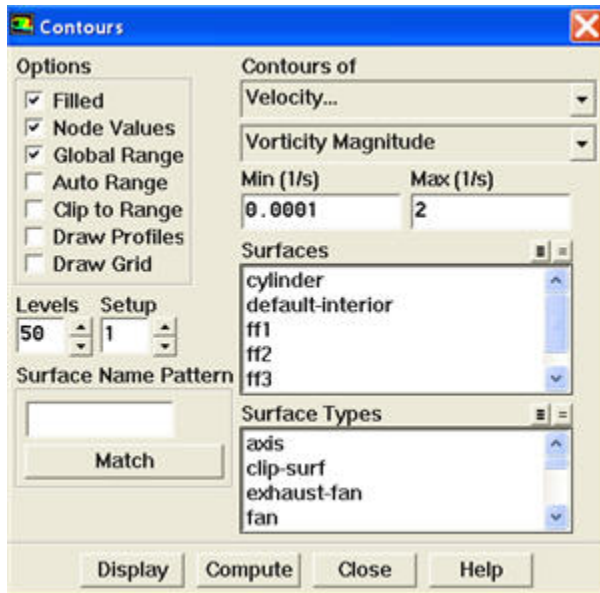 Contours
Options
Filled
Node Values
Global Range
Auto Range
Clip to Range
Draw Profiles
Draw Grid
Levels Setup
50 1
Surface Name Pattern
Match
Contours of
Velocity...
Vorticity Magnitude
Min (1/s) Max (1/s)
0.0001 2
Surfaces
cylinder
default-interior
ff1
ff2
ff3
Surface Types
axis
clip-surf
exhaust-fan
fan
Display Compute Close Help